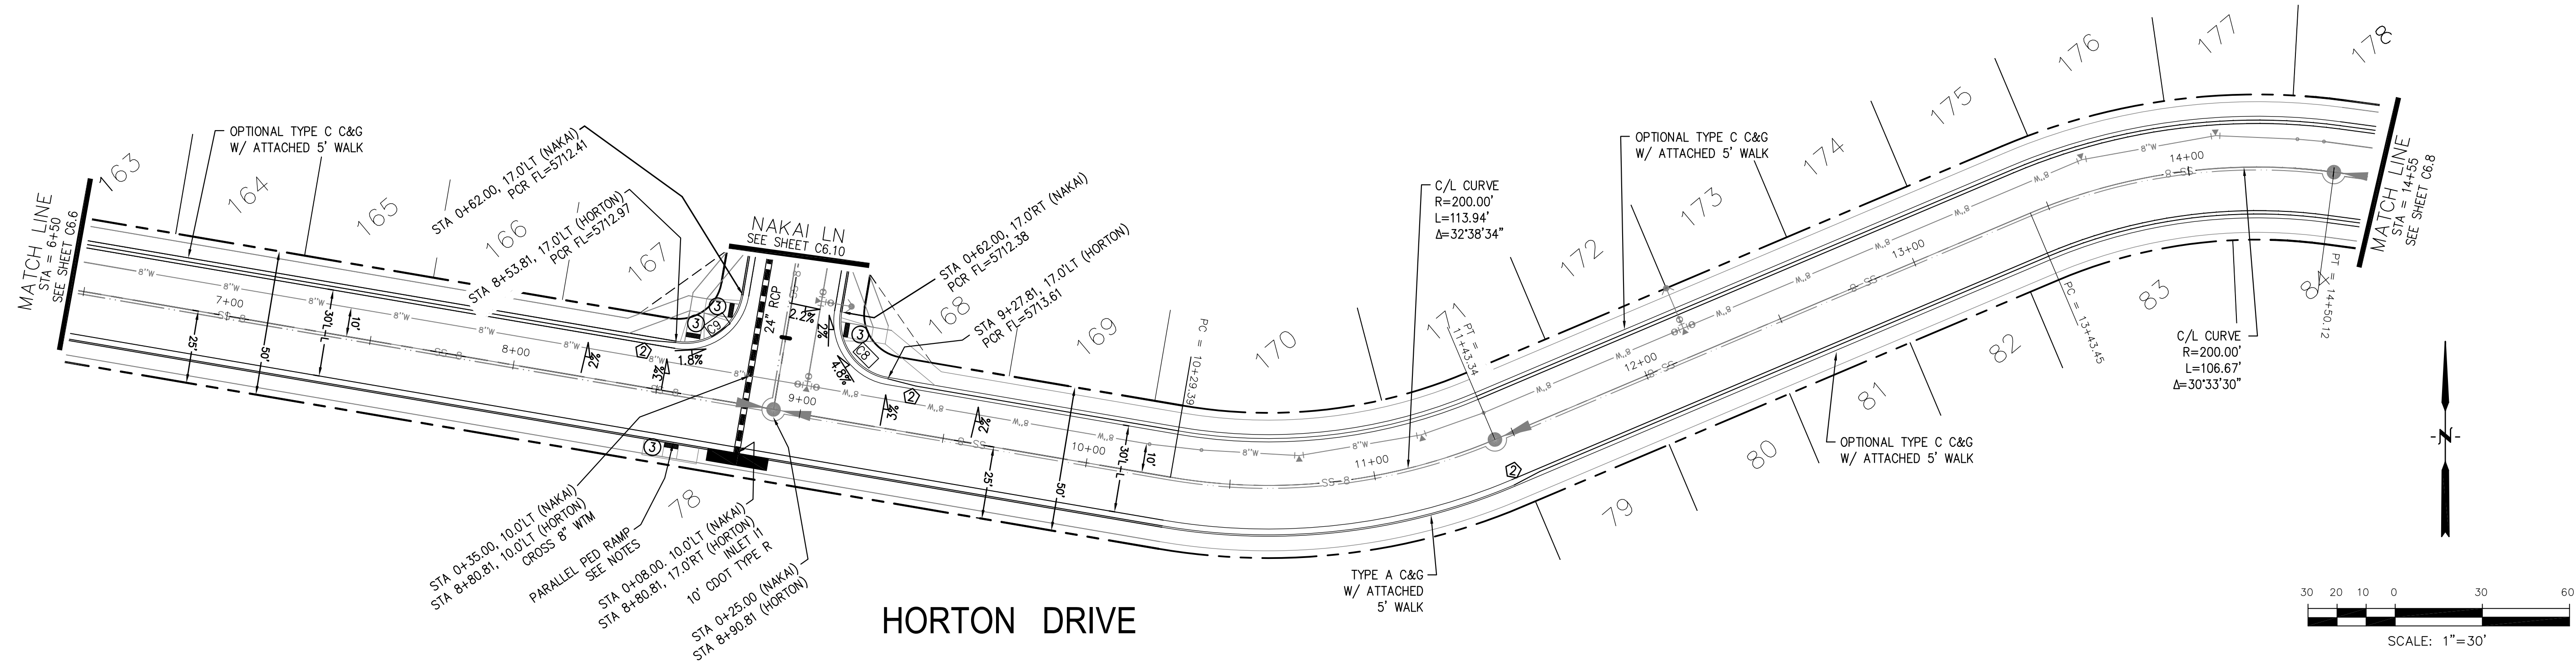 163
164
165
166
167
168
169
170
171
172
173
174
175
176
177
178
MATCH LINE
STA = 6+50
SEE SHEET C6.6
OPTIONAL TYPE C C&G
W/ ATTACHED 5' WALK
STA 0+62.00, 17.0'LT (NAKAI)
PCR FL=5712.41
STA 8+53.81, 17.0'LT (HORTON)
PCR FL=5712.97
NAKAI LN
SEE SHEET C6.10
STA 0+62.00, 17.0'RT (NAKAI)
PCR FL=5712.38
STA 9+27.81, 17.0'LT (HORTON)
PCR FL=5713.61
C/L CURVE
R=200.00'
L=113.94'
Δ=32°38'34"
OPTIONAL TYPE C C&G
W/ ATTACHED 5' WALK
MATCH LINE
STA = 14+55
SEE SHEET C6.8
8"W
7+00
8+00
9+00
10+00
11+00
12+00
13+00
14+00
25'
50'
30'L-L
10'
2%
3%
1.8%
24" RCP
2.2%
2%
4.8%
3%
2%
C9
C8
3
3
3
3
2
2
2
25'
50'
30'L-L
10'
PC = 10+29.39
PT =
11+43.34
PC = 13+43.45
PT = 14+50.12
78
79
80
81
82
83
84
C/L CURVE
R=200.00'
L=106.67'
Δ=30°33'30"
OPTIONAL TYPE C C&G
W/ ATTACHED 5' WALK
TYPE A C&G
W/ ATTACHED
5' WALK
STA 0+35.00, 10.0'LT (NAKAI)
STA 8+80.81, 10.0'LT (HORTON)
CROSS 8" WTM
PARALLEL PED RAMP
SEE NOTES
STA 0+08.00, 10.0'LT (NAKAI)
STA 8+80.81, 17.0'RT (HORTON)
INLET I1
10' CDOT TYPE R
STA 0+25.00 (NAKAI)
STA 8+90.81 (HORTON)
HORTON DRIVE
N
30 20 10 0 30 60
SCALE: 1"=30'